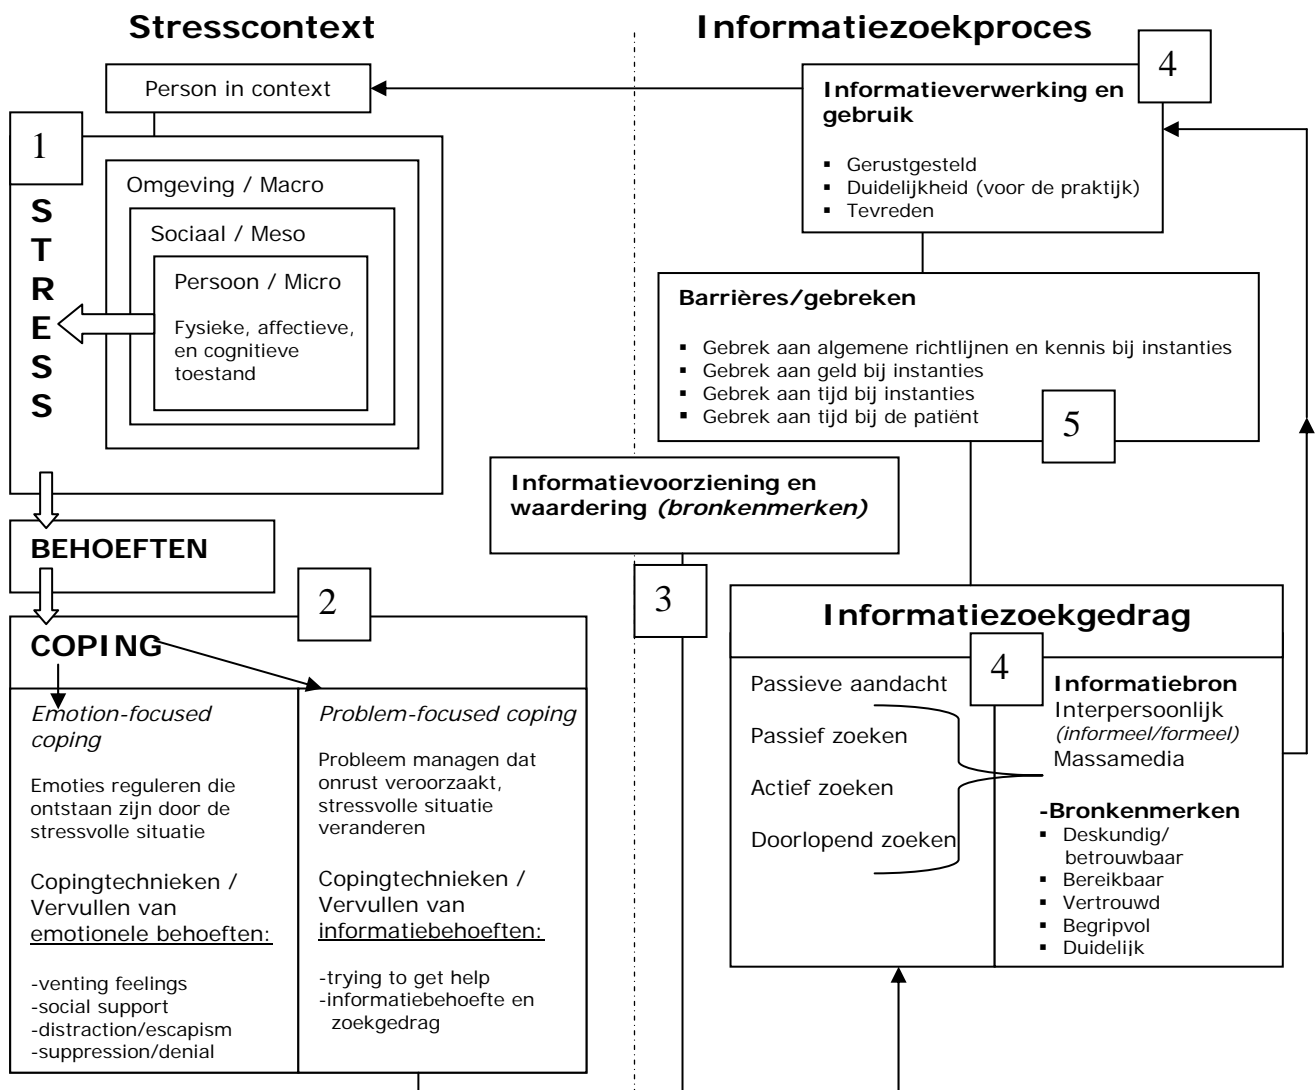 Stresscontext
Person in context
1
STRESS
Omgeving / Macro
Sociaal / Meso
Persoon / Micro
Fysieke, affectieve,
en cognitieve
toestand
BEHOEFTEN
2
COPING
Emotion-focused
coping
Emoties reguleren die
ontstaan zijn door de
stressvolle situatie
Copingtechnieken /
Vervullen van
emotionele behoeften:
-venting feelings
-social support
-distraction/escapism
-suppression/denial
Problem-focused coping
Probleem managen dat
onrust veroorzaakt,
stressvolle situatie
veranderen
Copingtechnieken /
Vervullen van
informatiebehoeften:
-trying to get help
-informatiebehoefte en
zoekgedrag
Informatiezoekproces
4
Informatieverwerking en
gebruik
▪ Gerustgesteld
▪ Duidelijkheid (voor de praktijk)
▪ Tevreden
Barrières/gebreken
▪ Gebrek aan algemene richtlijnen en kennis bij instanties
▪ Gebrek aan geld bij instanties
▪ Gebrek aan tijd bij instanties
▪ Gebrek aan tijd bij de patiënt
5
Informatievoorziening en
waardering (bronkenmerken)
3
Informatiezoekgedrag
4
Passieve aandacht
Passief zoeken
Actief zoeken
Doorlopend zoeken
Informatiebron
Interpersoonlijk
(informeel/formeel)
Massamedia
-Bronkenmerken
▪ Deskundig/
betrouwbaar
▪ Bereikbaar
▪ Vertrouwd
▪ Begripvol
▪ Duidelijk